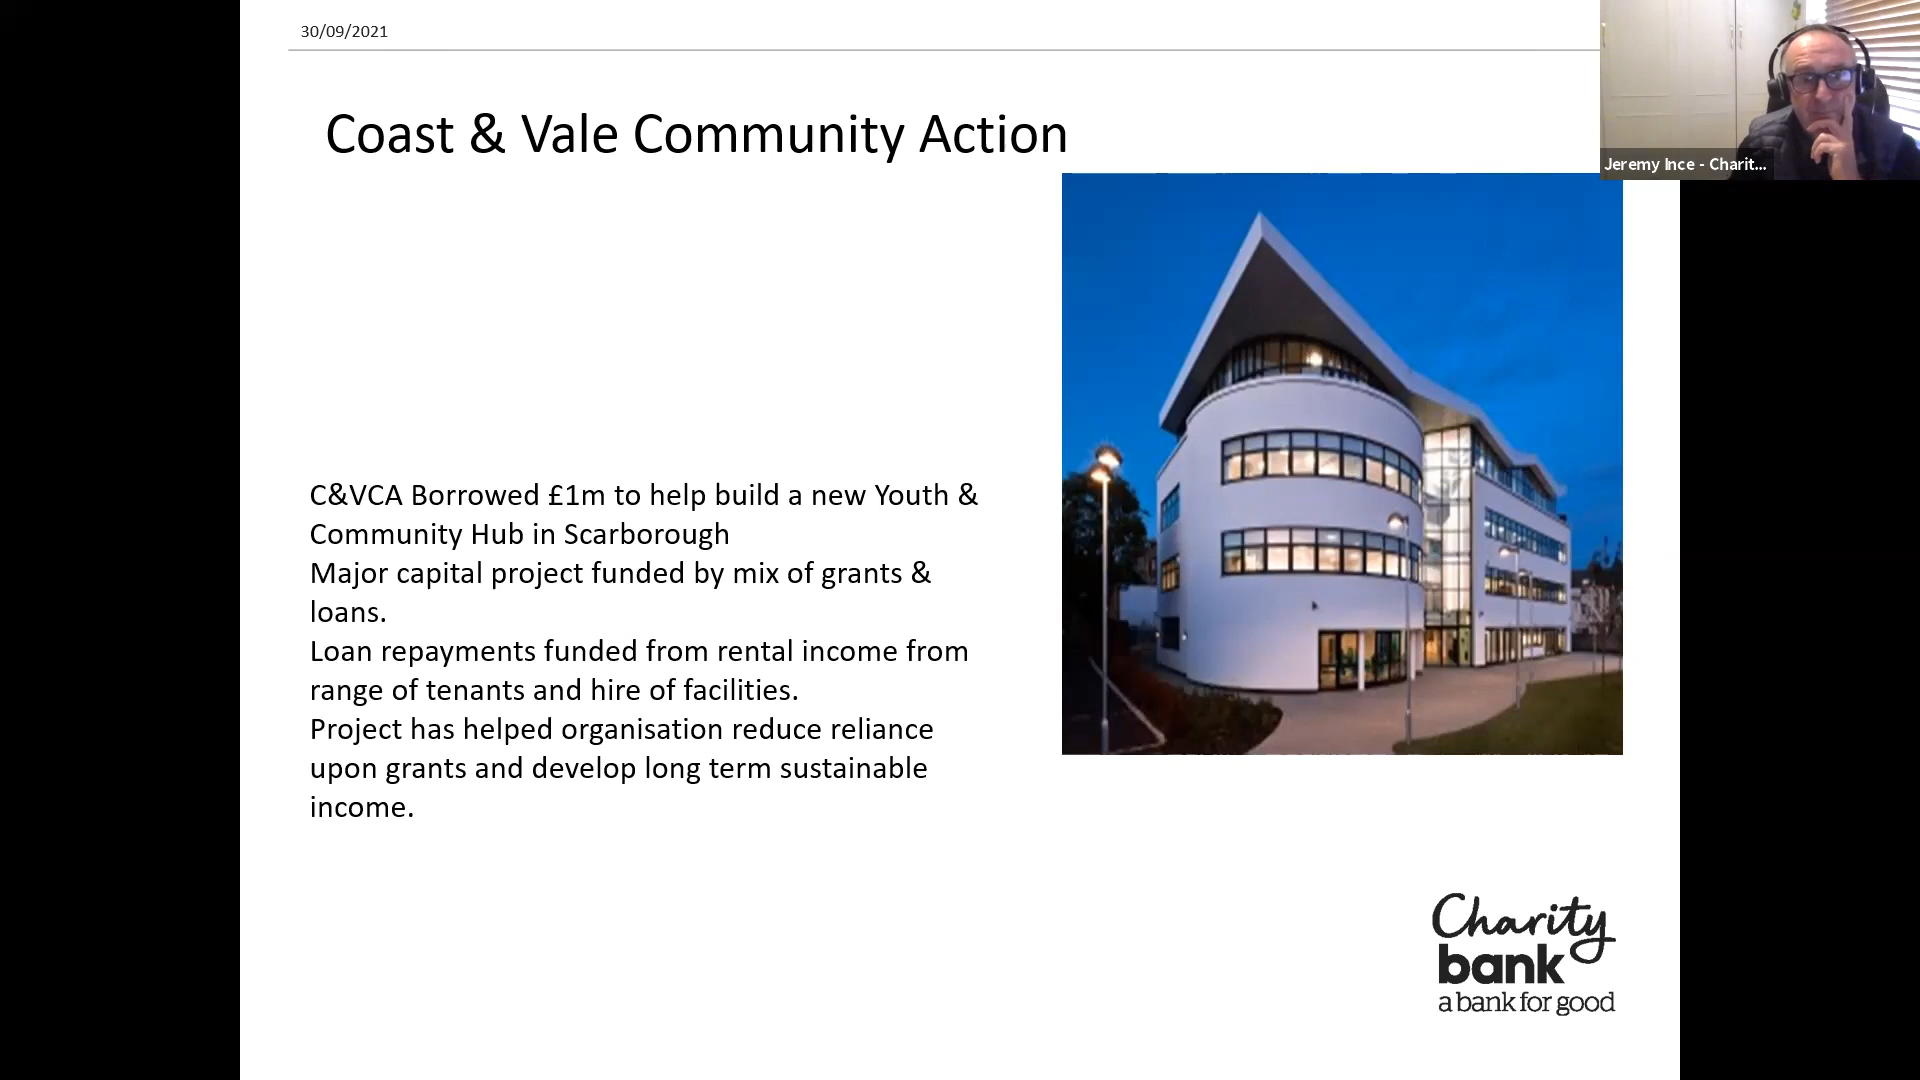 30/09/2021
Jeremy Ince - Charit...
Coast & Vale Community Action
C&VCA Borrowed £1m to help build a new Youth &
Community Hub in Scarborough
Major capital project funded by mix of grants &
loans.
Loan repayments funded from rental income from
range of tenants and hire of facilities.
Project has helped organisation reduce reliance
upon grants and develop long term sustainable
income.
Charity
bank
a bank for good